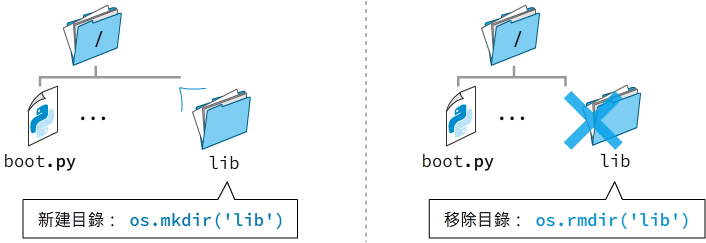 /
...
boot.py
lib
新建目錄： os.mkdir('lib')
/
...
boot.py
lib
移除目錄： os.rmdir('lib')